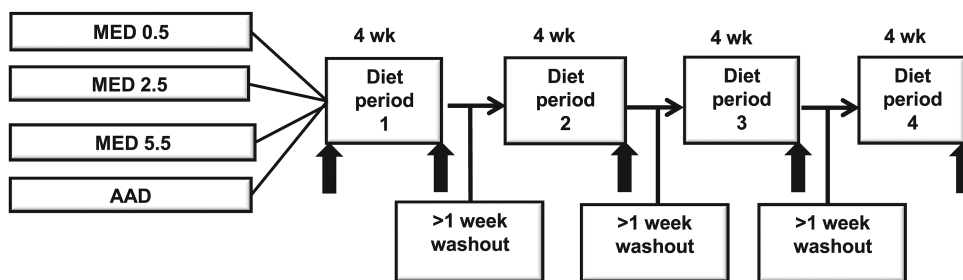 MED 0.5
MED 2.5
MED 5.5
AAD
4 wk
Diet
period
1
4 wk
Diet
period
2
4 wk
Diet
period
3
4 wk
Diet
period
4
>1 week
washout
>1 week
washout
>1 week
washout